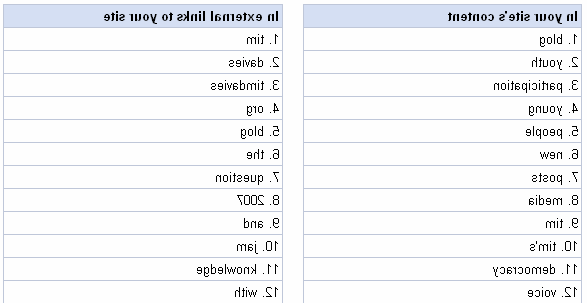 In your site's content
1. blog
2. youth
3. participation
4. young
5. people
6. new
7. posts
8. media
9. tim
10. tim's
11. democracy
12. voice
In external links to your site
1. tim
2. davies
3. timdavies
4. org
5. blog
6. the
7. question
8. 2007
9. and
10. jam
11. knowledge
12. with